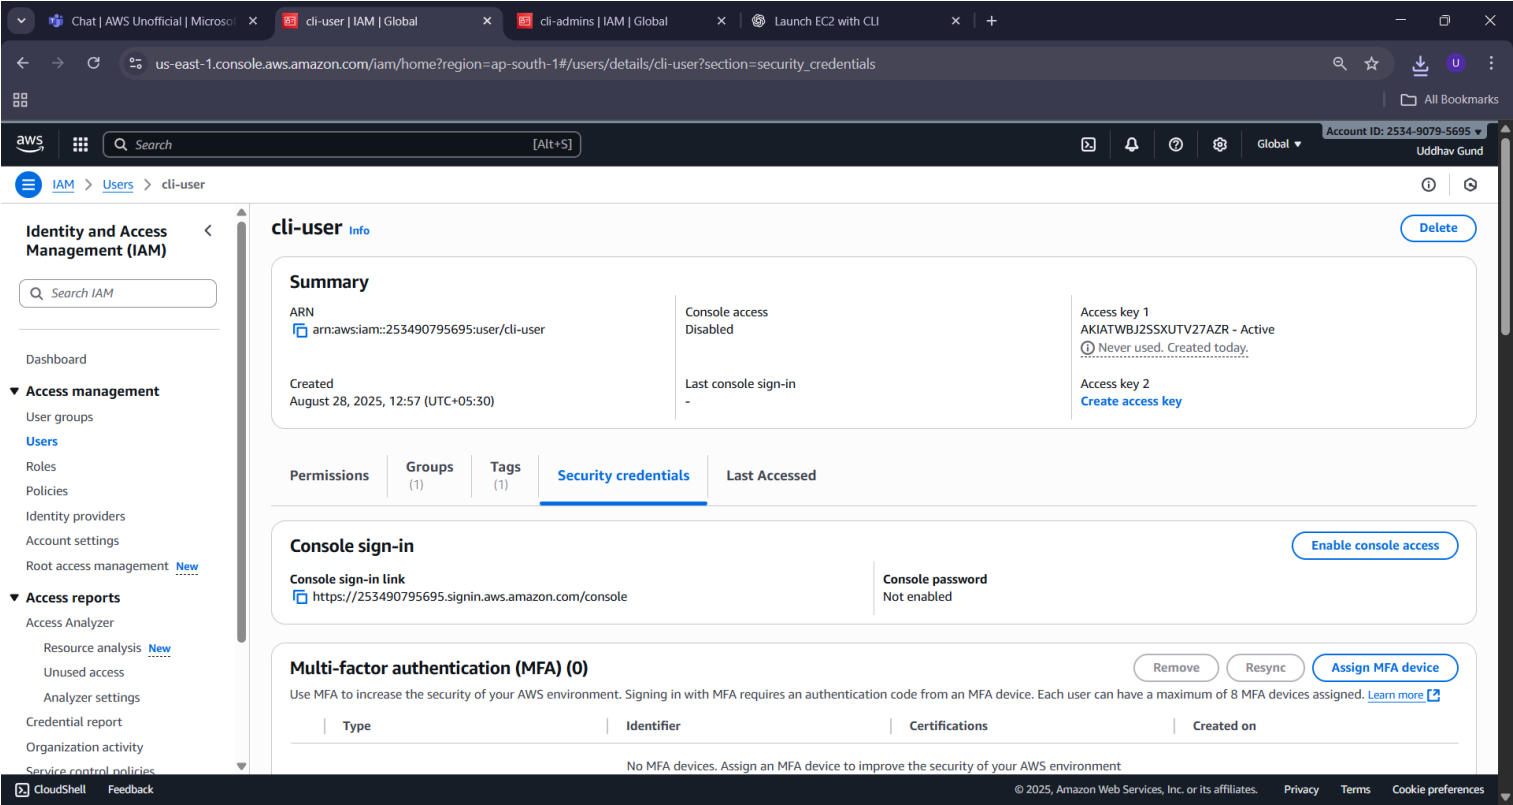 Chat | AWS Unofficial | Microsof
cli-user | IAM | Global
cli-admins | IAM | Global
Launch EC2 with CLI
us-east-1.console.aws.amazon.com/iam/home?region=ap-south-1#/users/details/cli-user?section=security_credentials
U
All Bookmarks
aws
Search
[Alt+S]
Global
Account ID: 2534-9079-5695
Uddhav Gund
IAM
Users
cli-user
Identity and Access
Management (IAM)
Search IAM
Dashboard
Access management
User groups
Users
Roles
Policies
Identity providers
Account settings
Root access management New
Access reports
Access Analyzer
Resource analysis New
Unused access
Analyzer settings
Credential report
Organization activity
Service control policies
cli-user Info
Delete
Summary
ARN
arn:aws:iam::253490795695:user/cli-user
Created
August 28, 2025, 12:57 (UTC+05:30)
Console access
Disabled
Last console sign-in
-
Access key 1
AKIATWBJ2SSXUTV27AZR - Active
Never used. Created today.
Access key 2
Create access key
Permissions
Groups
(1)
Tags
(1)
Security credentials
Last Accessed
Console sign-in
Enable console access
Console sign-in link
https://253490795695.signin.aws.amazon.com/console
Console password
Not enabled
Multi-factor authentication (MFA) (0)
Remove
Resync
Assign MFA device
Use MFA to increase the security of your AWS environment. Signing in with MFA requires an authentication code from an MFA device. Each user can have a maximum of 8 MFA devices assigned. Learn more
Type
Identifier
Certifications
Created on
No MFA devices. Assign an MFA device to improve the security of your AWS environment
CloudShell
Feedback
© 2025, Amazon Web Services, Inc. or its affiliates.
Privacy
Terms
Cookie preferences